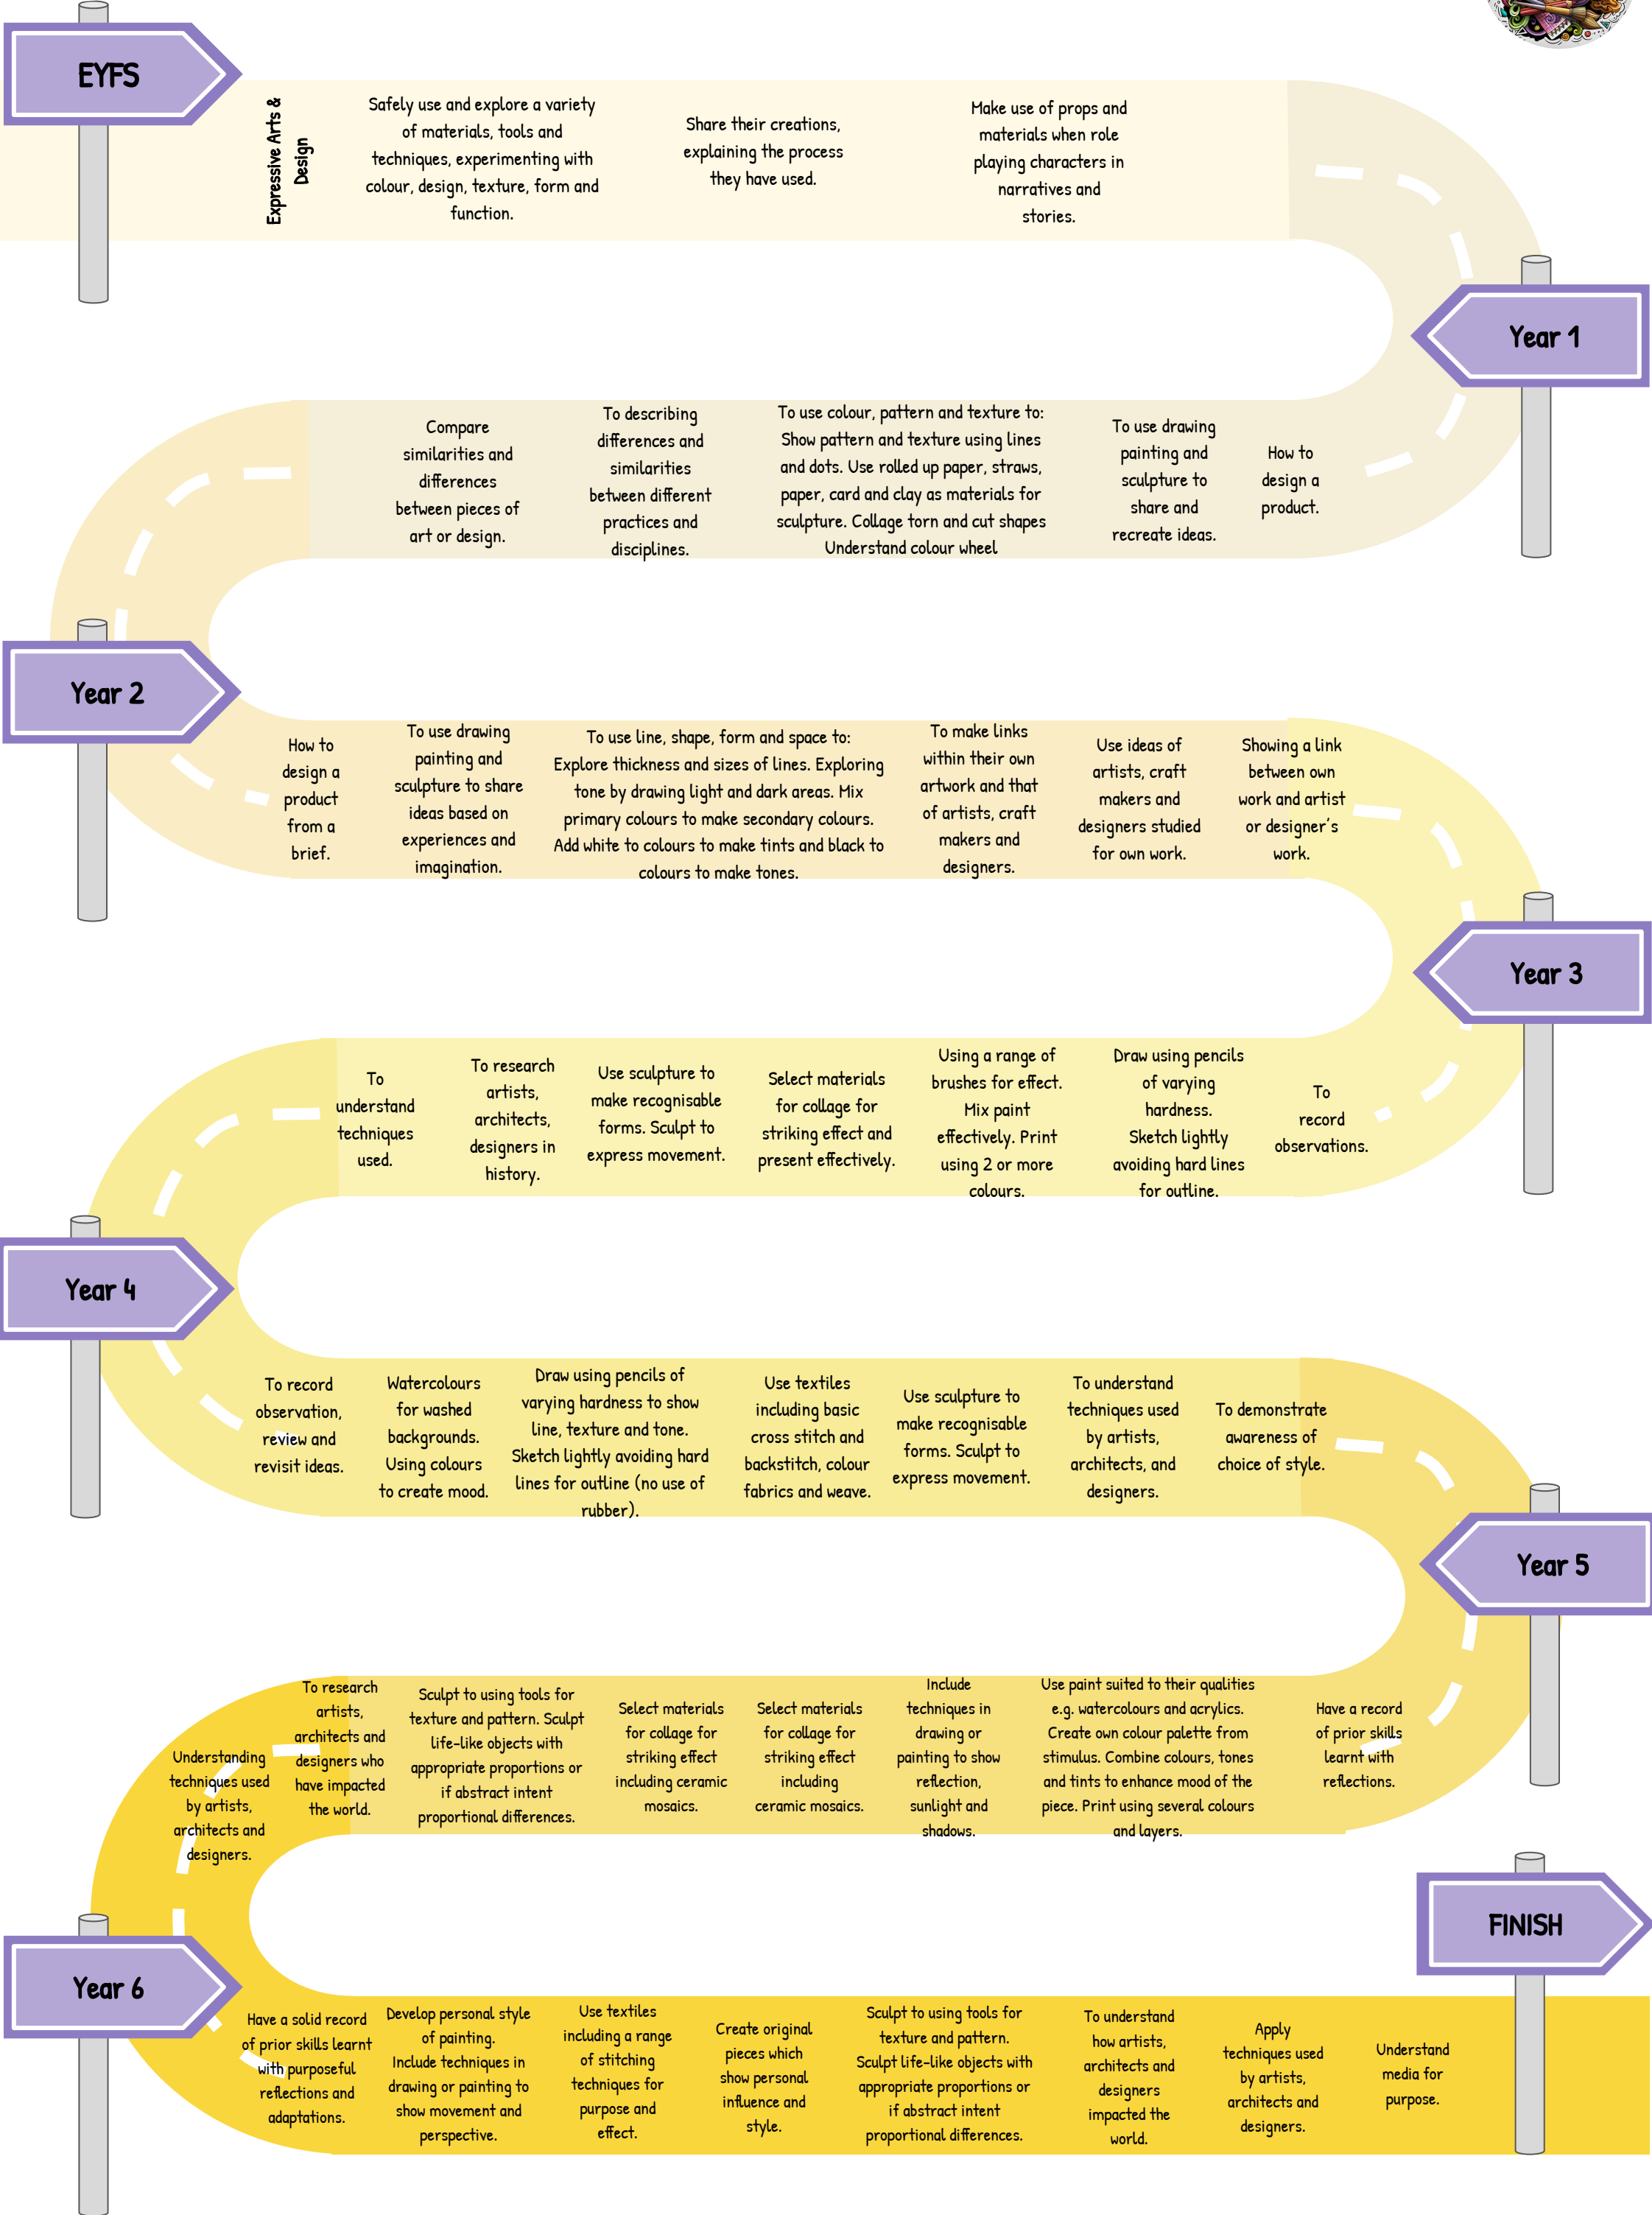 EYFS
Expressive Arts &
Design
Safely use and explore a variety
of materials, tools and
techniques, experimenting with
colour, design, texture, form and
function.
Share their creations,
explaining the process
they have used.
Make use of props and
materials when role
playing characters in
narratives and
stories.
Year 1
Compare
similarities and
differences
between pieces of
art or design.
To describing
differences and
similarities
between different
practices and
disciplines.
To use colour, pattern and texture to:
Show pattern and texture using lines
and dots. Use rolled up paper, straws,
paper, card and clay as materials for
sculpture. Collage torn and cut shapes
Understand colour wheel
To use drawing
painting and
sculpture to
share and
recreate ideas.
How to
design a
product.
Year 2
How to
design a
product
from a
brief.
To use drawing
painting and
sculpture to share
ideas based on
experiences and
imagination.
To use line, shape, form and space to:
Explore thickness and sizes of lines. Exploring
tone by drawing light and dark areas. Mix
primary colours to make secondary colours.
Add white to colours to make tints and black to
colours to make tones.
To make links
within their own
artwork and that
of artists, craft
makers and
designers.
Use ideas of
artists, craft
makers and
designers studied
for own work.
Showing a link
between own
work and artist
or designer's
work.
Year 3
To
understand
techniques
used.
To research
artists,
architects,
designers in
history.
Use sculpture to
make recognisable
forms. Sculpt to
express movement.
Select materials
for collage for
striking effect and
present effectively.
Using a range of
brushes for effect.
Mix paint
effectively. Print
using 2 or more
colours.
Draw using pencils
of varying
hardness.
Sketch lightly
avoiding hard lines
for outline.
To
record
observations.
Year 4
To record
observation,
review and
revisit ideas.
Watercolours
for washed
backgrounds.
Using colours
to create mood.
Draw using pencils of
varying hardness to show
line, texture and tone.
Sketch lightly avoiding hard
lines for outline (no use of
rubber).
Use textiles
including basic
cross stitch and
backstitch, colour
fabrics and weave.
Use sculpture to
make recognisable
forms. Sculpt to
express movement.
To understand
techniques used
by artists,
architects, and
designers.
To demonstrate
awareness of
choice of style.
Year 5
Understanding
techniques used
by artists,
architects and
designers.
To research
artists,
architects and
designers who
have impacted
the world.
Sculpt to using tools for
texture and pattern. Sculpt
life-like objects with
appropriate proportions or
if abstract intent
proportional differences.
Select materials
for collage for
striking effect
including ceramic
mosaics.
Select materials
for collage for
striking effect
including
ceramic mosaics.
Include
techniques in
drawing or
painting to show
reflection,
sunlight and
shadows.
Use paint suited to their qualities
e.g. watercolours and acrylics.
Create own colour palette from
stimulus. Combine colours, tones
and tints to enhance mood of the
piece. Print using several colours
and layers.
Have a record
of prior skills
learnt with
reflections.
FINISH
Year 6
Have a solid record
of prior skills learnt
with purposeful
reflections and
adaptations.
Develop personal style
of painting.
Include techniques in
drawing or painting to
show movement and
perspective.
Use textiles
including a range
of stitching
techniques for
purpose and
effect.
Create original
pieces which
show personal
influence and
style.
Sculpt to using tools for
texture and pattern.
Sculpt life-like objects with
appropriate proportions or
if abstract intent
proportional differences.
To understand
how artists,
architects and
designers
impacted the
world.
Apply
techniques used
by artists,
architects and
designers.
Understand
media for
purpose.